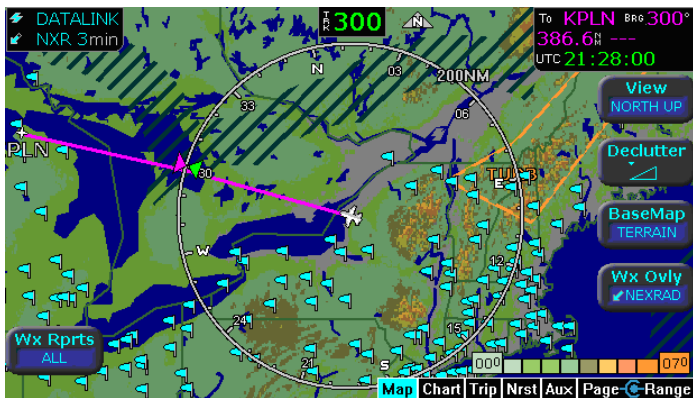 DATALINK
NXR 3min
TRK 300
N
To KPLN BRG 300°
386.6NM ---
UTC 21:28:00
200NM
N
03
33
06
View
NORTH UP
PLN
30
Declutter
TURB
E
BaseMap
TERRAIN
W
12
Wx Ovly
NEXRAD
24
15
Wx Rprts
ALL
21
S
00⁰
07⁰
Map Chart Trip Nrst Aux Page Range